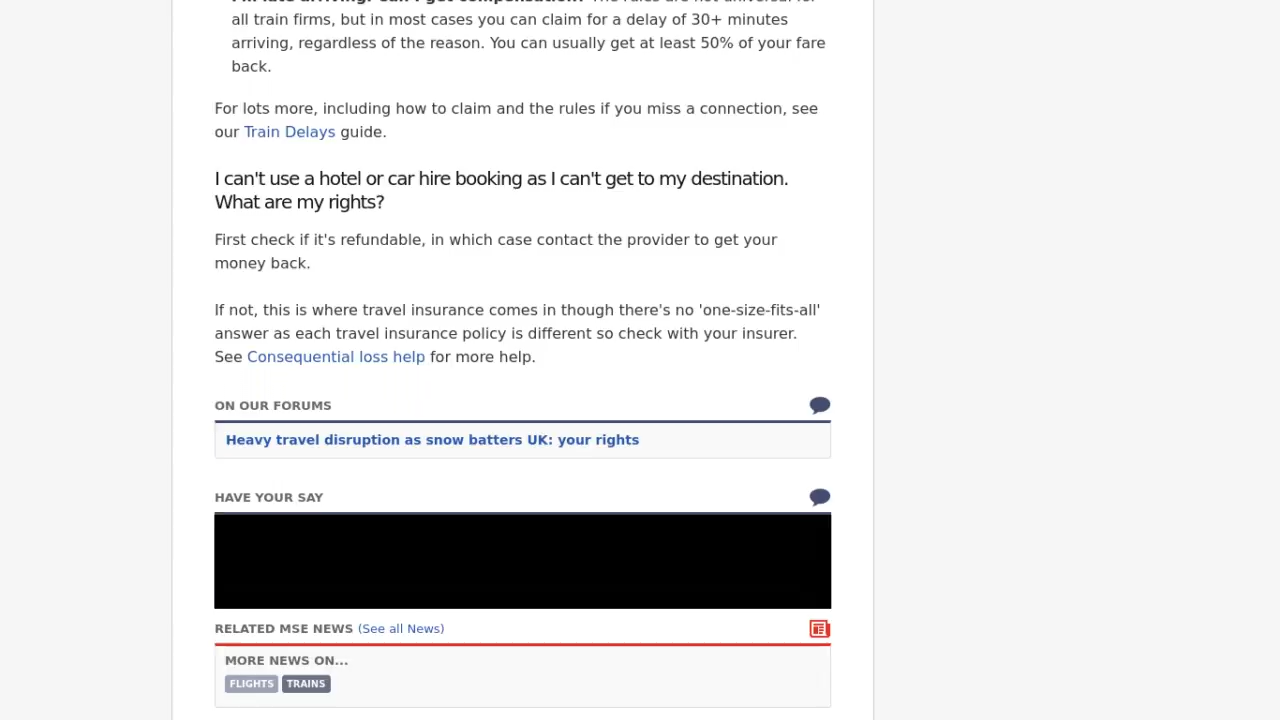 all train firms, but in most cases you can claim for a delay of 30+ minutes
arriving, regardless of the reason. You can usually get at least 50% of your fare
back.
For lots more, including how to claim and the rules if you miss a connection, see
our Train Delays guide.
I can't use a hotel or car hire booking as I can't get to my destination.
What are my rights?
First check if it's refundable, in which case contact the provider to get your
money back.
If not, this is where travel insurance comes in though there's no 'one-size-fits-all'
answer as each travel insurance policy is different so check with your insurer.
See Consequential loss help for more help.
ON OUR FORUMS
Heavy travel disruption as snow batters UK: your rights
HAVE YOUR SAY
RELATED MSE NEWS (See all News)
MORE NEWS ON...
FLIGHTS TRAINS